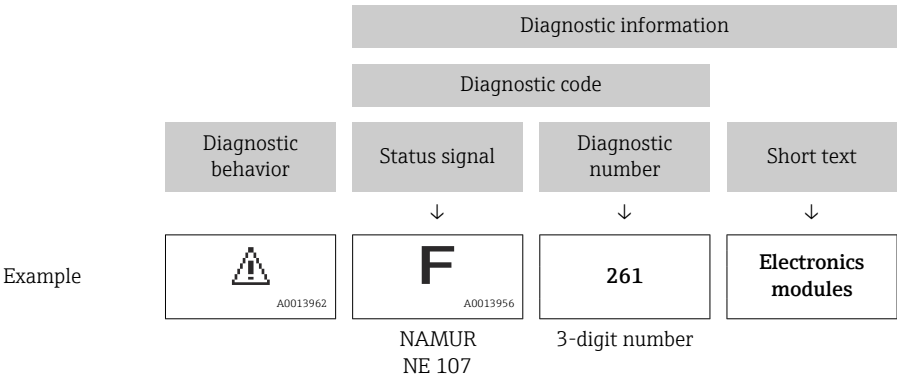 Diagnostic information
Diagnostic code
Diagnostic
behavior
Status signal
Diagnostic
number
Short text
↓
↓
↓
Example
⚠
A0013962
F
A0013956
261
Electronics
modules
NAMUR
NE 107
3-digit number